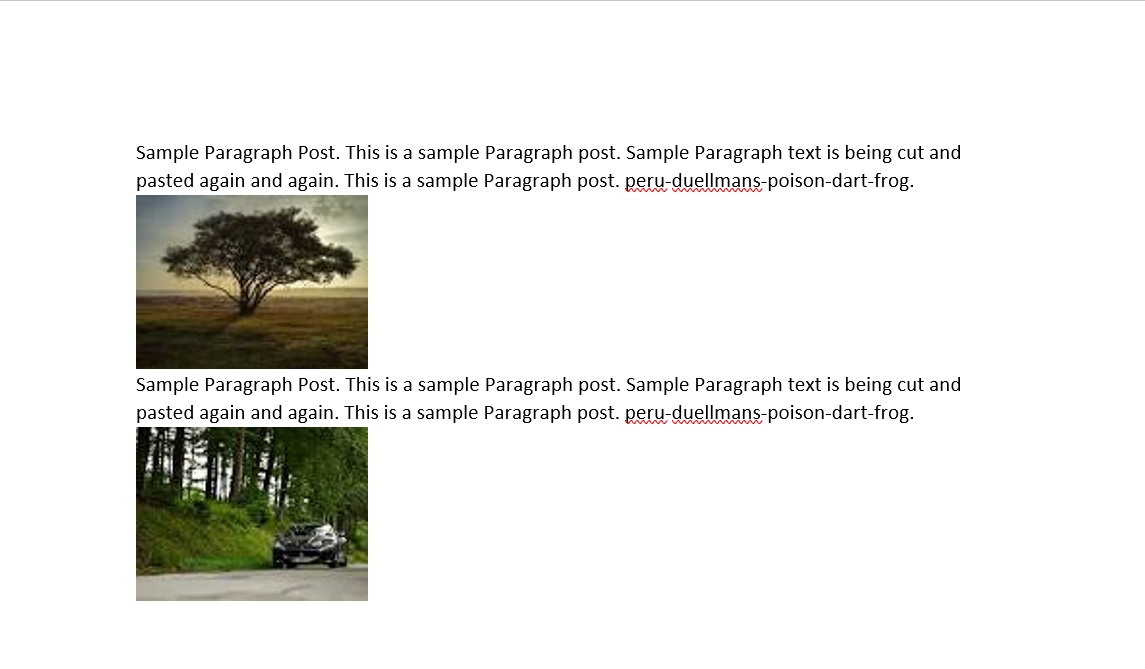 Sample Paragraph Post. This is a sample Paragraph post. Sample Paragraph text is being cut and
pasted again and again. This is a sample Paragraph post. peru-duellmans-poison-dart-frog.
Sample Paragraph Post. This is a sample Paragraph post. Sample Paragraph text is being cut and
pasted again and again. This is a sample Paragraph post. peru-duellmans-poison-dart-frog.